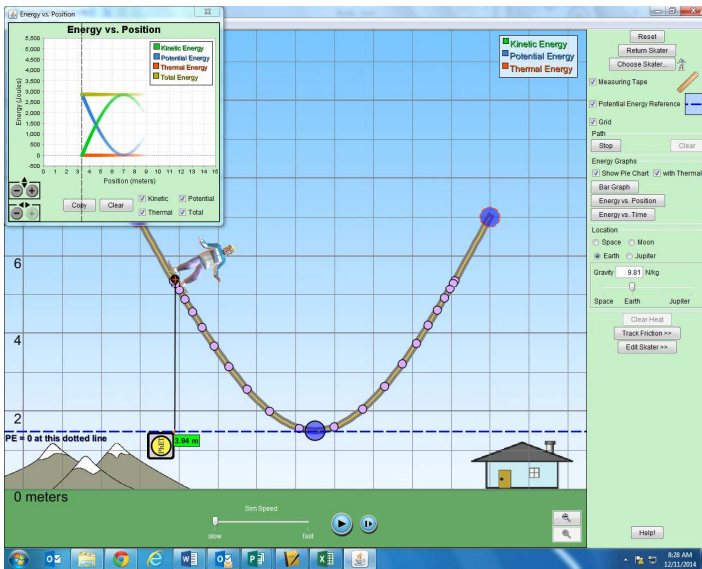 Energy vs. Position
Energy vs. Position
5,500
5,000
4,500
4,000
3,500
3,000
2,500
2,000
1,500
1,000
500
0
-500
Energy (Joules)
Kinetic Energy
Potential Energy
Thermal Energy
Total Energy
0 1 2 3 4 5 6 7 8 9 10 11 12 13 14 15
Position (meters)
Copy
Clear
Kinetic
Potential
Thermal
Total
Kinetic Energy
Potential Energy
Thermal Energy
6
4
2
PE = 0 at this dotted line
PhET
3.94 m
0 meters
Sim Speed
slow
fast
Reset
Return Skater
Choose Skater...
Measuring Tape
Potential Energy Reference
Grid
Path
Stop
Clear
Energy Graphs
Show Pie Chart
with Thermal
Bar Graph
Energy vs. Position
Energy vs. Time
Location
Space
Moon
Earth
Jupiter
Gravity
9.81 N/kg
Space
Earth
Jupiter
Clear Heat
Track Friction >>
Edit Skater >>
Help!
8:28 AM
12/11/2014